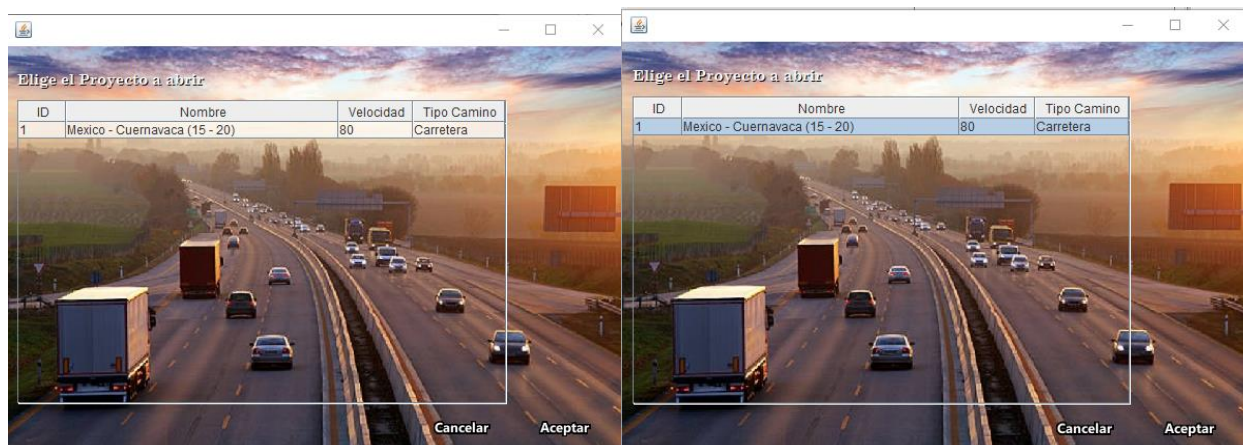 Elige el Proyecto a abrir
ID Nombre Velocidad Tipo Camino
1 Mexico - Cuernavaca (15 - 20) 80 Carretera
Cancelar Aceptar
Elige el Proyecto a abrir
ID Nombre Velocidad Tipo Camino
1 Mexico - Cuernavaca (15 - 20) 80 Carretera
Cancelar Aceptar